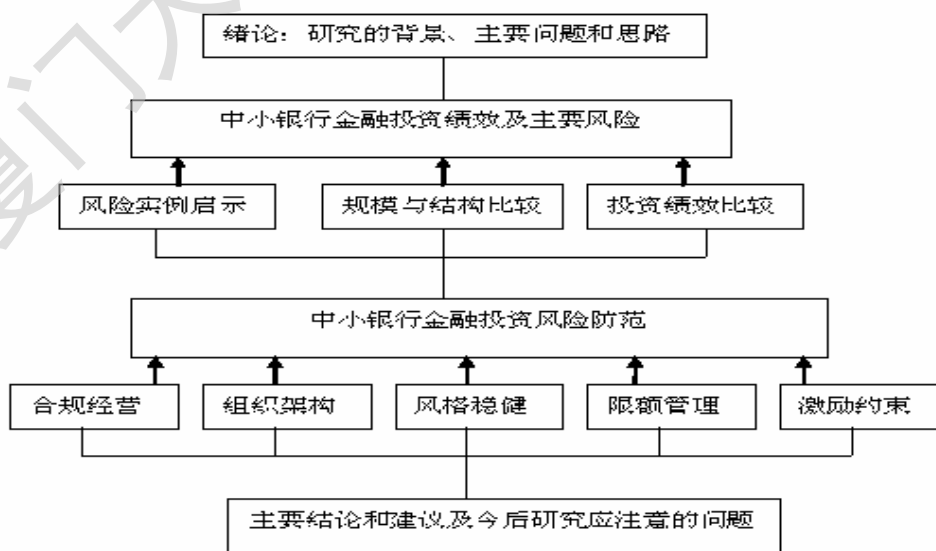 绪论：研究的背景、主要问题和思路
中小银行金融投资绩效及主要风险
风险实例启示
规模与结构比较
投资绩效比较
中小银行金融投资风险防范
合规经营
组织架构
风格稳健
限额管理
激励约束
主要结论和建议及今后研究应注意的问题
厦门大